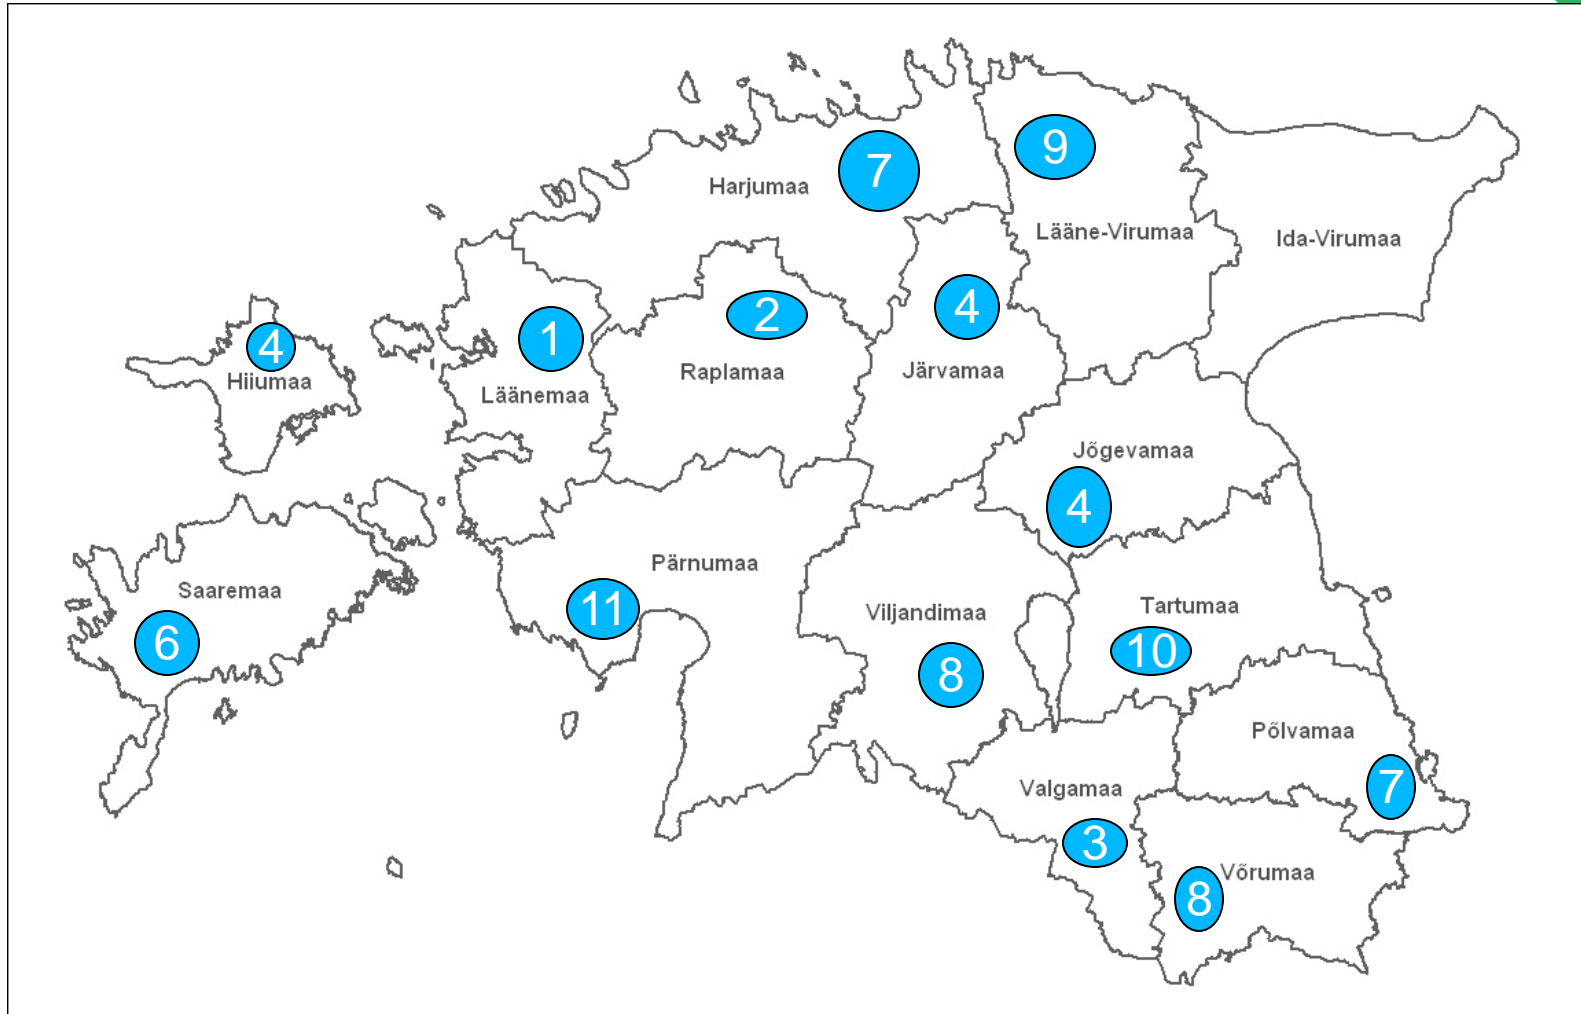 9
7
Harjumaa
Lääne-Virumaa
Ida-Virumaa
4
2
1
4
Hiiumaa
Raplamaa
Järvamaa
Läänemaa
Jõgevamaa
4
Pärnumaa
Saaremaa
11
Viljandimaa
Tartumaa
6
10
8
Põlvamaa
Valgamaa
7
3
Võrumaa
8